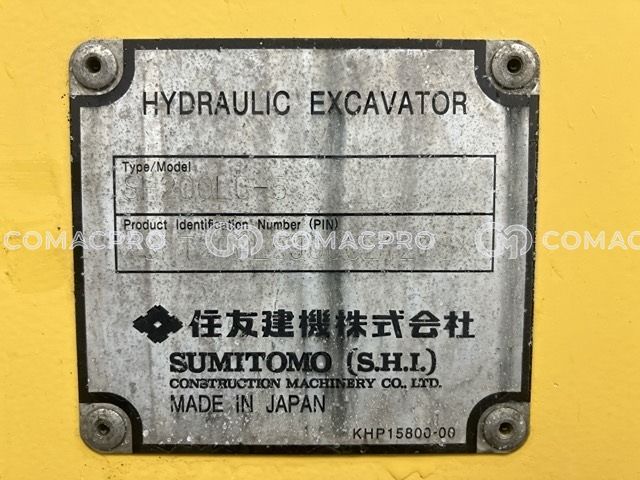 HYDRAULIC EXCAVATOR
Type/Model
Product Identification Number (PIN)
COMACPRO COMACPRO COMACPRO
住友建機株式会社
SUMITOMO (S.H.I.)
CONSTRUCTION MACHINERY CO., LTD.
MADE IN JAPAN
KHP15800-00